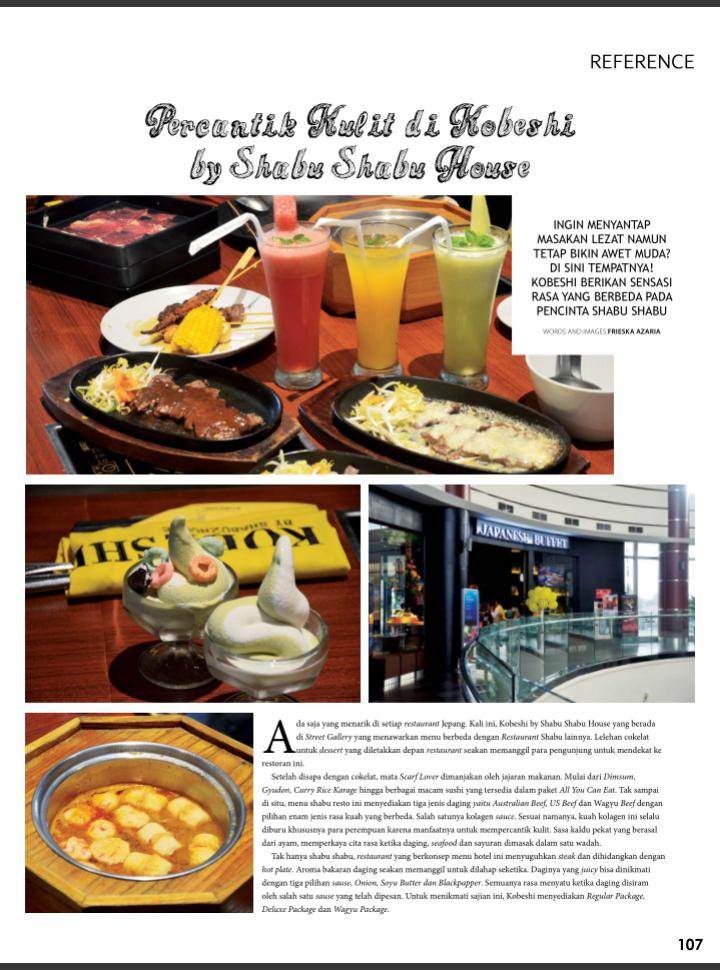 REFERENCE
Percantik Kulit di Kobeshi
by Shabu Shabu House
INGIN MENYANTAP
MASAKAN LEZAT NAMUN
TETAP BIKIN AWET MUDA?
DI SINI TEMPATNYA!
KOBESHI BERIKAN SENSASI
RASA YANG BERBEDA PADA
PENCINTA SHABU SHABU
WORDS AND IMAGES FRIESKA AZARIA
KOBESHI
BY SHABU SHABU
JAPANESE BUFFET
Ada saja yang menarik di setiap restaurant Jepang. Kali ini, Kobeshi by Shabu Shabu House yang berada
di Street Gallery yang menawarkan menu berbeda dengan Restaurant Shabu lainnya. Lelehan cokelat
untuk dessert yang diletakkan depan restaurant seakan memanggil para pengunjung untuk mendekat ke
restoran ini.
Setelah disapa dengan cokelat, mata Scarf Lover dimanjakan oleh jajaran makanan. Mulai dari Dimsum,
Gyudon, Curry Rice Karage hingga berbagai macam sushi yang tersedia dalam paket All You Can Eat. Tak sampai
di situ, menu shabu resto ini menyediakan tiga jenis daging yaitu Australian Beef, US Beef dan Wagyu Beef dengan
pilihan enam jenis rasa kuah yang berbeda. Salah satunya kolagen sauce. Sesuai namanya, kuah kolagen ini selalu
diburu khususnya para perempuan karena manfaatnya untuk mempercantik kulit. Sasa kaldu pekat yang berasal
dari ayam, memperkaya cita rasa ketika daging, seafood dan sayuran dimasak dalam satu wadah.
Tak hanya shabu shabu, restaurant yang berkonsep menu hotel ini menyuguhkan steak dan dihidangkan dengan
hot plate. Aroma bakaran daging seakan memanggil untuk dilahap seketika. Daginya yang juicy bisa dinikmati
dengan tiga pilihan sause, Onion, Soyu Butter dan Blackpapper. Semuanya rasa menyatu ketika daging disiram
oleh salah satu sause yang telah dipesan. Untuk menikmati sajian ini, Kobeshi menyediakan Regular Package,
Deluxe Package dan Wagyu Package.
107